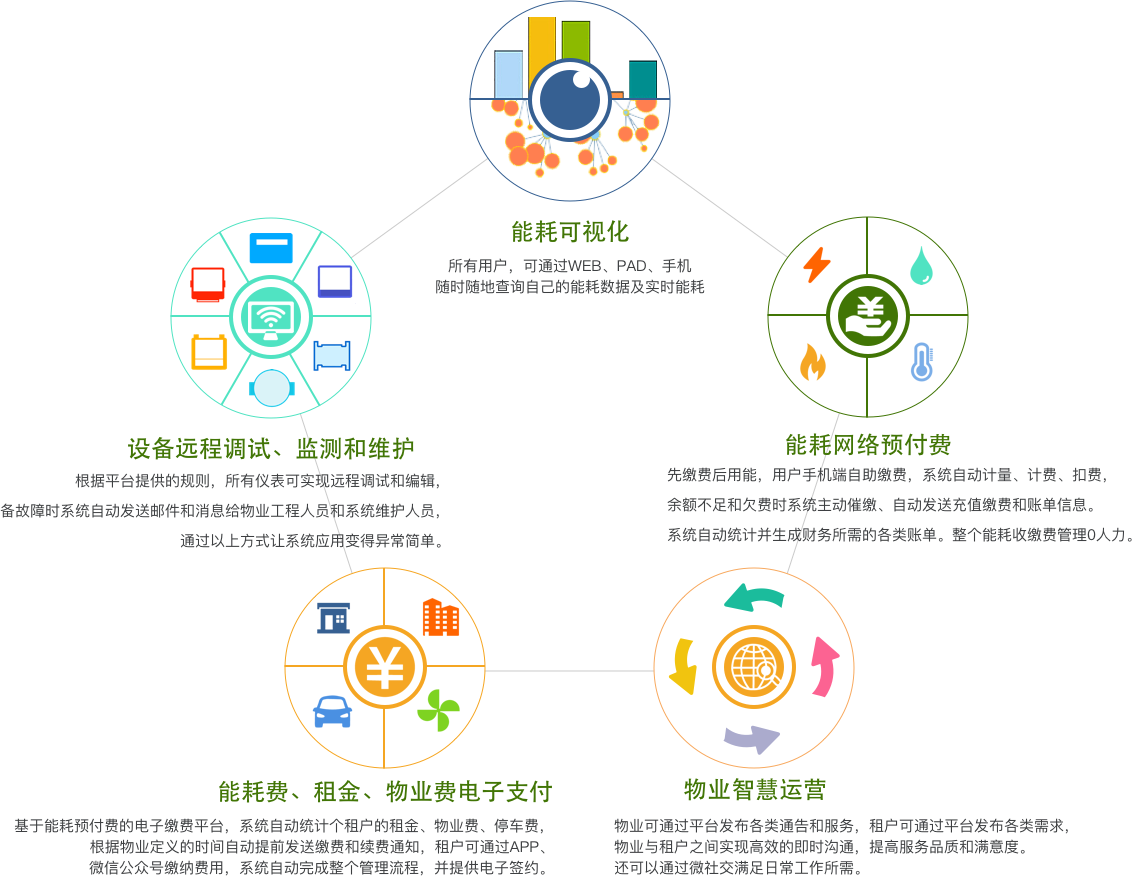 能耗可视化
所有用户，可通过WEB、PAD、手机
随时随地查询自己的能耗数据及实时能耗
设备远程调试、监测和维护
根据平台提供的规则，所有仪表可实现远程调试和编辑，
备故障时系统自动发送邮件和消息给物业工程人员和系统维护人员，
通过以上方式让系统应用变得异常简单。
能耗网络预付费
先缴费后用能，用户手机端自助缴费，系统自动计量、计费、扣费，
余额不足和欠费时系统主动催缴、自动发送充值缴费和账单信息。
系统自动统计并生成财务所需的各类账单。整个能耗收缴费管理0人力。
能耗费、租金、物业费电子支付
基于能耗预付费的电子缴费平台，系统自动统计个租户的租金、物业费、停车费，
根据物业定义的时间自动提前发送缴费和续费通知，租户可通过APP、
微信公众号缴纳费用，系统自动完成整个管理流程，并提供电子签约。
物业智慧运营
物业可通过平台发布各类通告和服务，租户可通过平台发布各类需求，
物业与租户之间实现高效的即时沟通，提高服务品质和满意度。
还可以通过微社交满足日常工作所需。